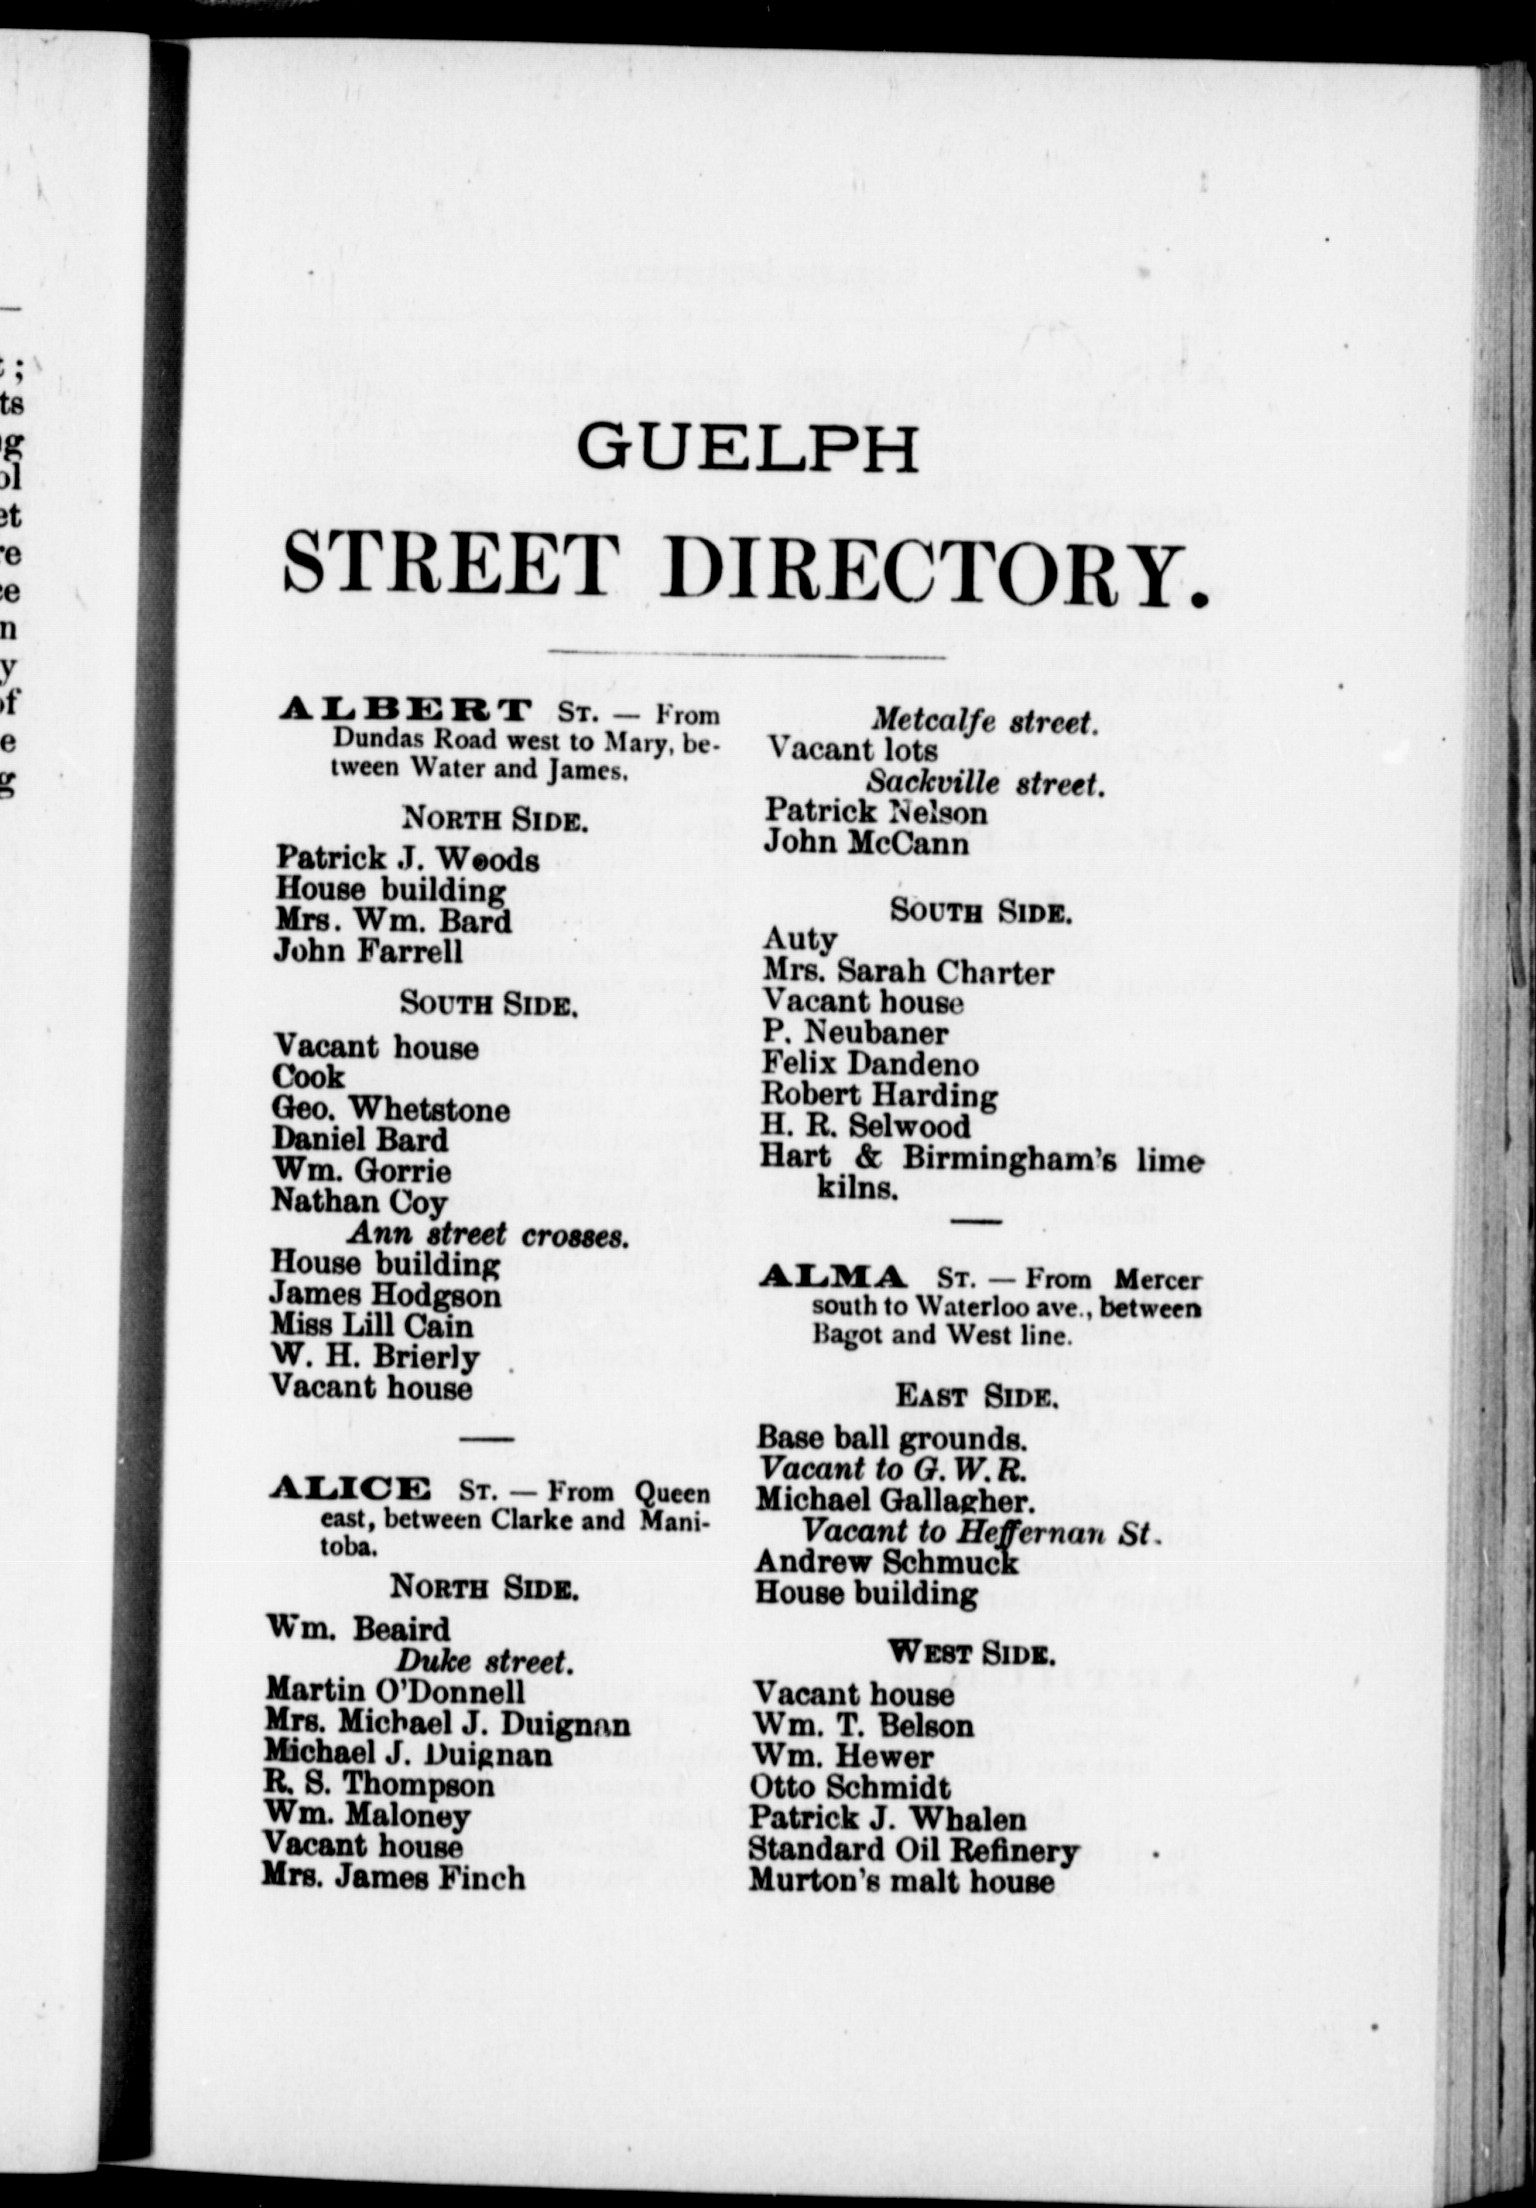 GUELPH
STREET DIRECTORY.
ALBERT ST. — From
Dundas Road west to Mary, be-
tween Water and James.
NORTH SIDE.
Patrick J. Woods
House building
Mrs. Wm. Bard
John Farrell
SOUTH SIDE.
Vacant house
Cook
Geo. Whetstone
Daniel Bard
Wm. Gorrie
Nathan Coy
Ann street crosses.
House building
James Hodgson
Miss Lill Cain
W. H. Brierly
Vacant house
ALICE ST. — From Queen
east, between Clarke and Mani-
toba.
NORTH SIDE.
Wm. Beaird
Duke street.
Martin O'Donnell
Mrs. Michael J. Duignan
Michael J. Duignan
R. S. Thompson
Wm. Maloney
Vacant house
Mrs. James Finch
Metcalfe street.
Vacant lots
Sackville street.
Patrick Nelson
John McCann
SOUTH SIDE.
Auty
Mrs. Sarah Charter
Vacant house
P. Neubaner
Felix Dandeno
Robert Harding
H. R. Selwood
Hart & Birmingham's lime
kilns.
ALMA ST. — From Mercer
south to Waterloo ave., between
Bagot and West line.
EAST SIDE.
Base ball grounds.
Vacant to G. W. R.
Michael Gallagher.
Vacant to Heffernan St.
Andrew Schmuck
House building
WEST SIDE.
Vacant house
Wm. T. Belson
Wm. Hewer
Otto Schmidt
Patrick J. Whalen
Standard Oil Refinery
Murton's malt house